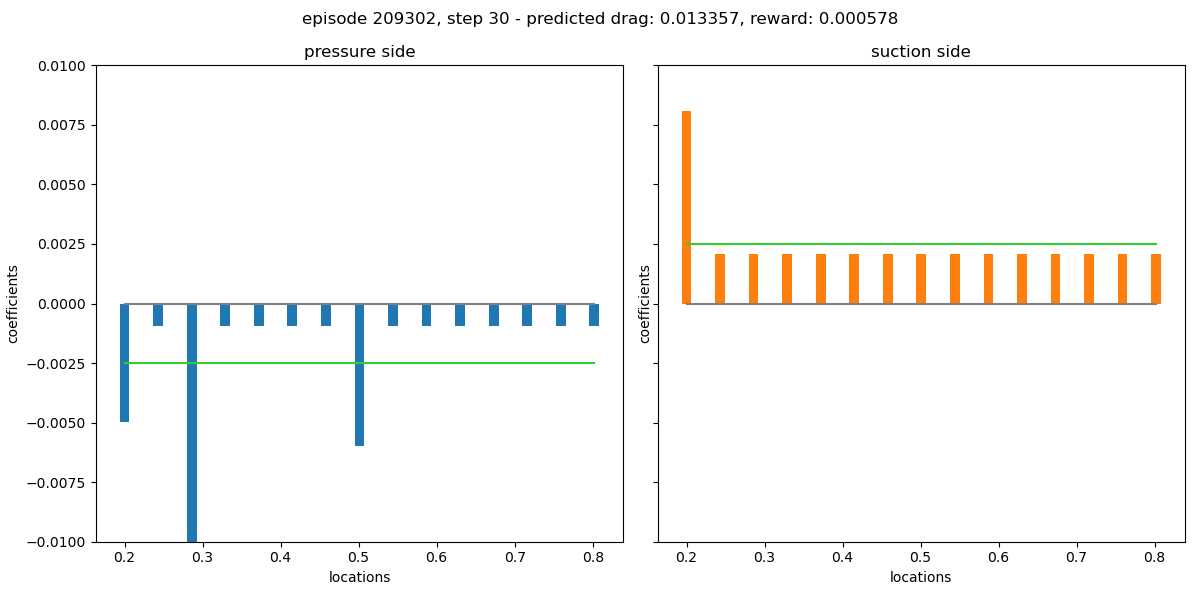 episode 209302, step 30 - predicted drag: 0.013357, reward: 0.000578
pressure side
suction side
0.0100
0.0075
0.0050
0.0025
0.0000
−0.0025
−0.0050
−0.0075
−0.0100
coefficients
coefficients
0.2 0.3 0.4 0.5 0.6 0.7 0.8
0.2 0.3 0.4 0.5 0.6 0.7 0.8
locations
locations